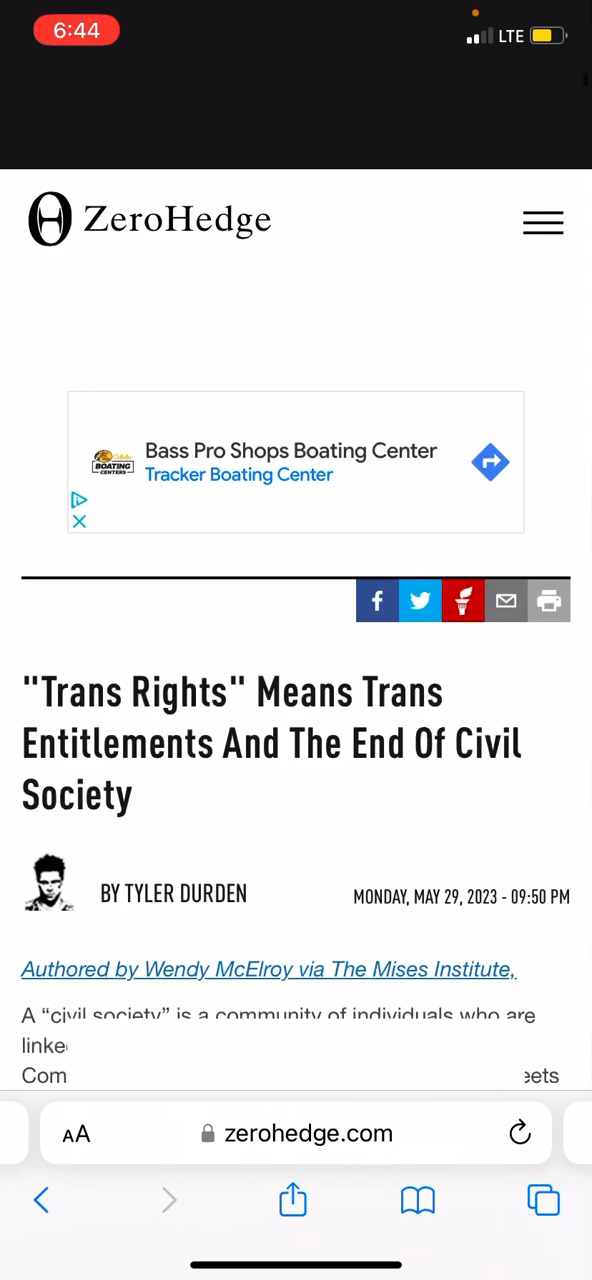 6:44
LTE
ZeroHedge
Bass Pro Shops Boating Center
Tracker Boating Center
BOATING
CENTERS
"Trans Rights" Means Trans
Entitlements And The End Of Civil
Society
BY TYLER DURDEN
MONDAY, MAY 29, 2023 - 09:50 PM
Authored by Wendy McElroy via The Mises Institute,
A “civil society” is a community of individuals who are
AA
zerohedge.com